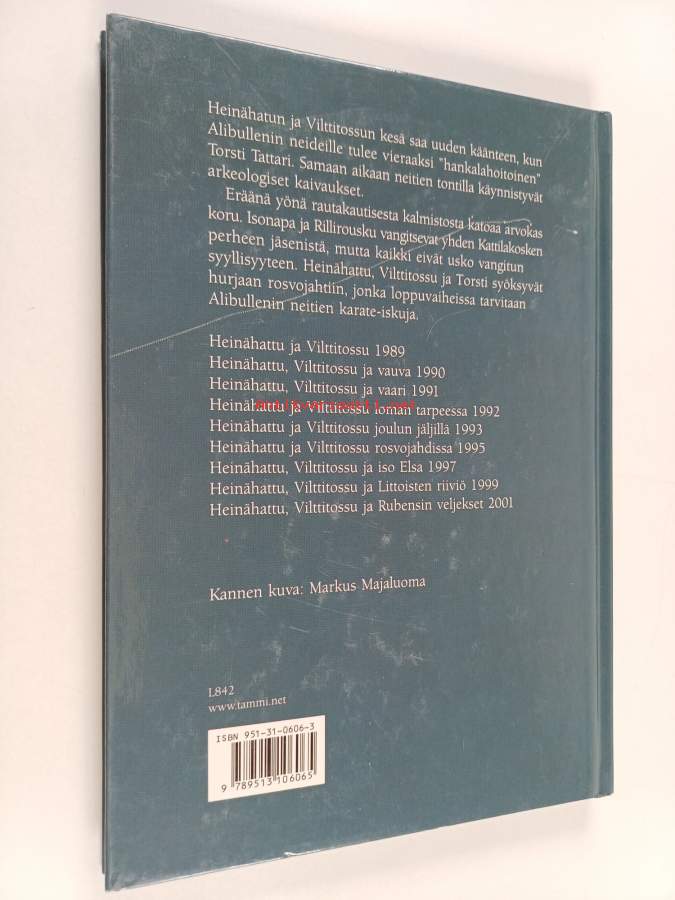 Heinähatun ja Vilttitossun kesä saa uuden käänteen, kun
Alibullenin neideille tulee vieraaksi "hankalahoitoinen"
Torsti Tattari. Samaan aikaan neitien tontilla käynnistyvät
arkeologiset kaivaukset.
Eräänä yönä rautakautisesta kalmistosta katoaa arvokas
koru. Isonapa ja Rillirousku vangitsevat yhden Kattilakosken
perheen jäsenistä, mutta kaikki eivät usko vangitun
syyllisyyteen. Heinähattu, Vilttitossu ja Torsti syöksyvät
hurjaan rosvojahtiin, jonka loppuvaiheissa tarvitaan
Alibullenin neitien karate-iskuja.
Heinähattu ja Vilttitossu 1989
Heinähattu, Vilttitossu ja vauva 1990
Heinähattu, Vilttitossu ja vaari 1991
Heinähattu ja Vilttitossu loman tarpeessa 1992
Heinähattu ja Vilttitossu joulun jäljillä 1993
Heinähattu ja Vilttitossu rosvojahdissa 1995
Heinähattu, Vilttitossu ja iso Elsa 1997
Heinähattu, Vilttitossu ja Littoisten riiviö 1999
Heinähattu, Vilttitossu ja Rubensin veljekset 2001
Kannen kuva: Markus Majaluoma
L842
www.tammi.net
ISBN 951-31-0606-3
9 789513 106065